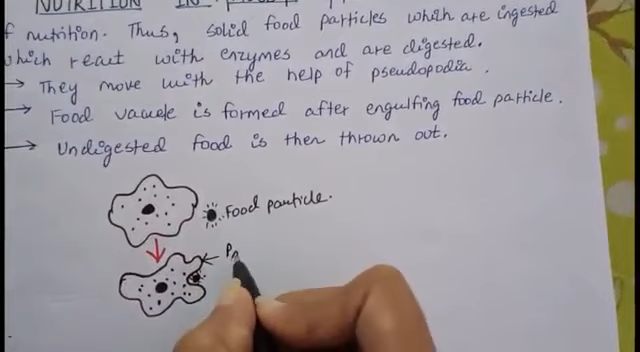 NUTRITION IN
f nutrition. Thus, solid food particles which are ingested
which react with enzymes and are digested.
→ They move with the help of pseudopodia.
→ Food vacuole is formed after engulfing food particle.
→ Undigested food is then thrown out.
Food particle.